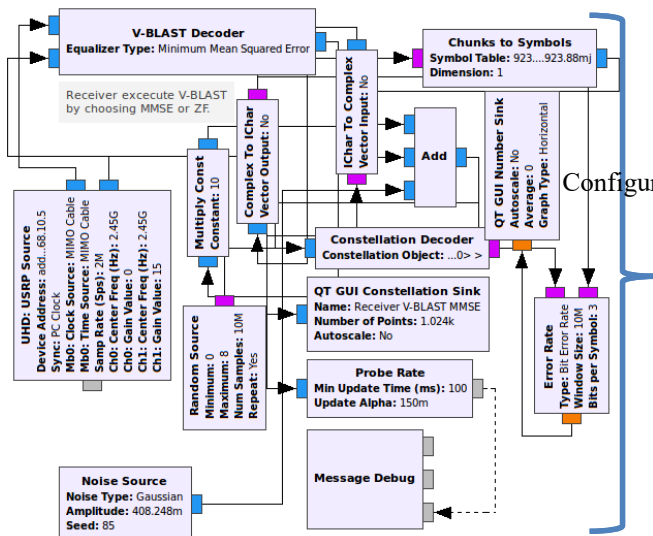 V-BLAST Decoder
Equalizer Type: Minimum Mean Squared Error
Receiver excecute V-BLAST
by choosing MMSE or ZF.
Chunks to Symbols
Symbol Table: 923....923.88mj
Dimension: 1
IChar To Complex
Vector Input: No
Complex To IChar
Vector Output: No
Multiply Const
Constant: 10
Add
QT GUI Number Sink
Autoscale: No
Average: 0
Graph Type: Horizontal
Configur
UHD: USRP Source
Device Address: add...68.10.5
Sync: PC Clock
Mb0: Clock Source: MIMO Cable
Mb0: Time Source: MIMO Cable
Samp Rate (Sps): 2M
Ch0: Center Freq (Hz): 2.45G
Ch0: Gain Value: 0
Ch1: Center Freq (Hz): 2.45G
Ch1: Gain Value: 15
Constellation Decoder
Constellation Object: ...0> >
QT GUI Constellation Sink
Name: Receiver V-BLAST MMSE
Number of Points: 1.024k
Autoscale: No
Random Source
Minimum: 0
Maximum: 8
Num Samples: 10M
Repeat: Yes
Error Rate
Type: Bit Error Rate
Window Size: 10M
Bits per Symbol: 3
Probe Rate
Min Update Time (ms): 100
Update Alpha: 150m
Message Debug
Noise Source
Noise Type: Gaussian
Amplitude: 408.248m
Seed: 85